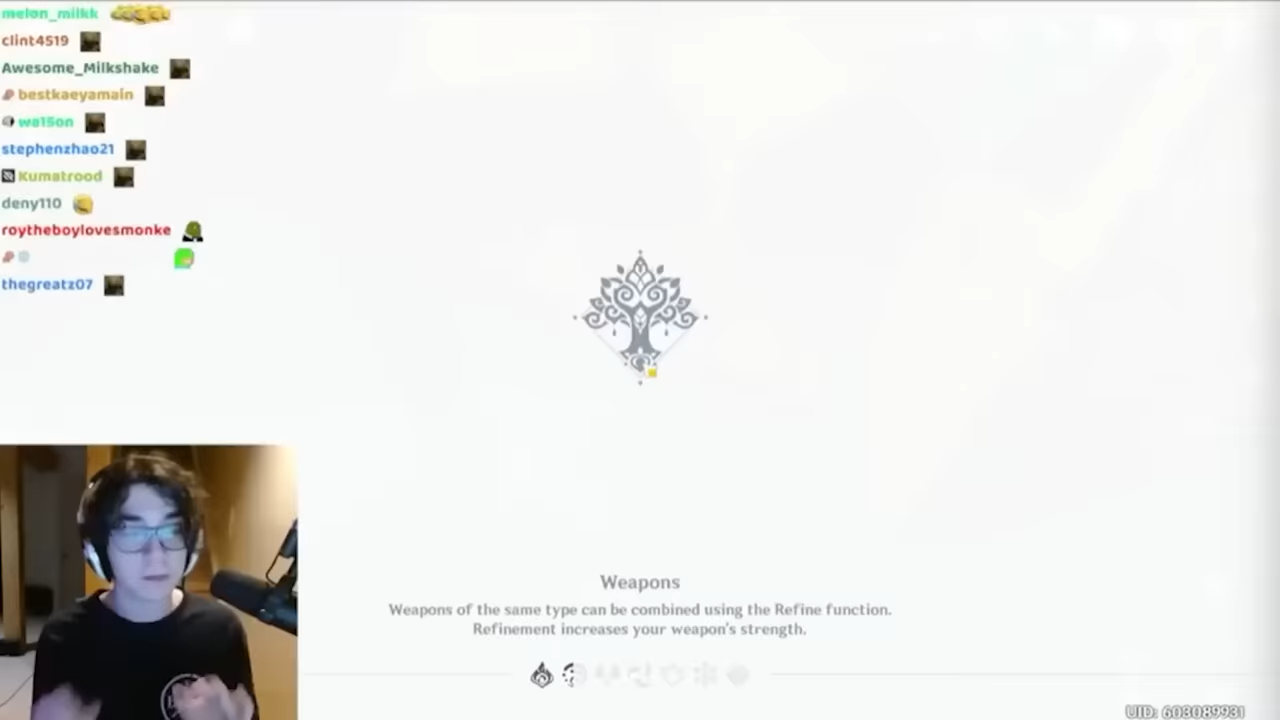 melon_milkk
clint4519
Awesome_Milkshake
bestkaeyamain
wa15on
stephenzhao21
Kumatrood
deny110
roytheboylovesmonke
thegreatz07
Weapons
Weapons of the same type can be combined using the Refine function.
Refinement increases your weapon's strength.
UID: 603089931